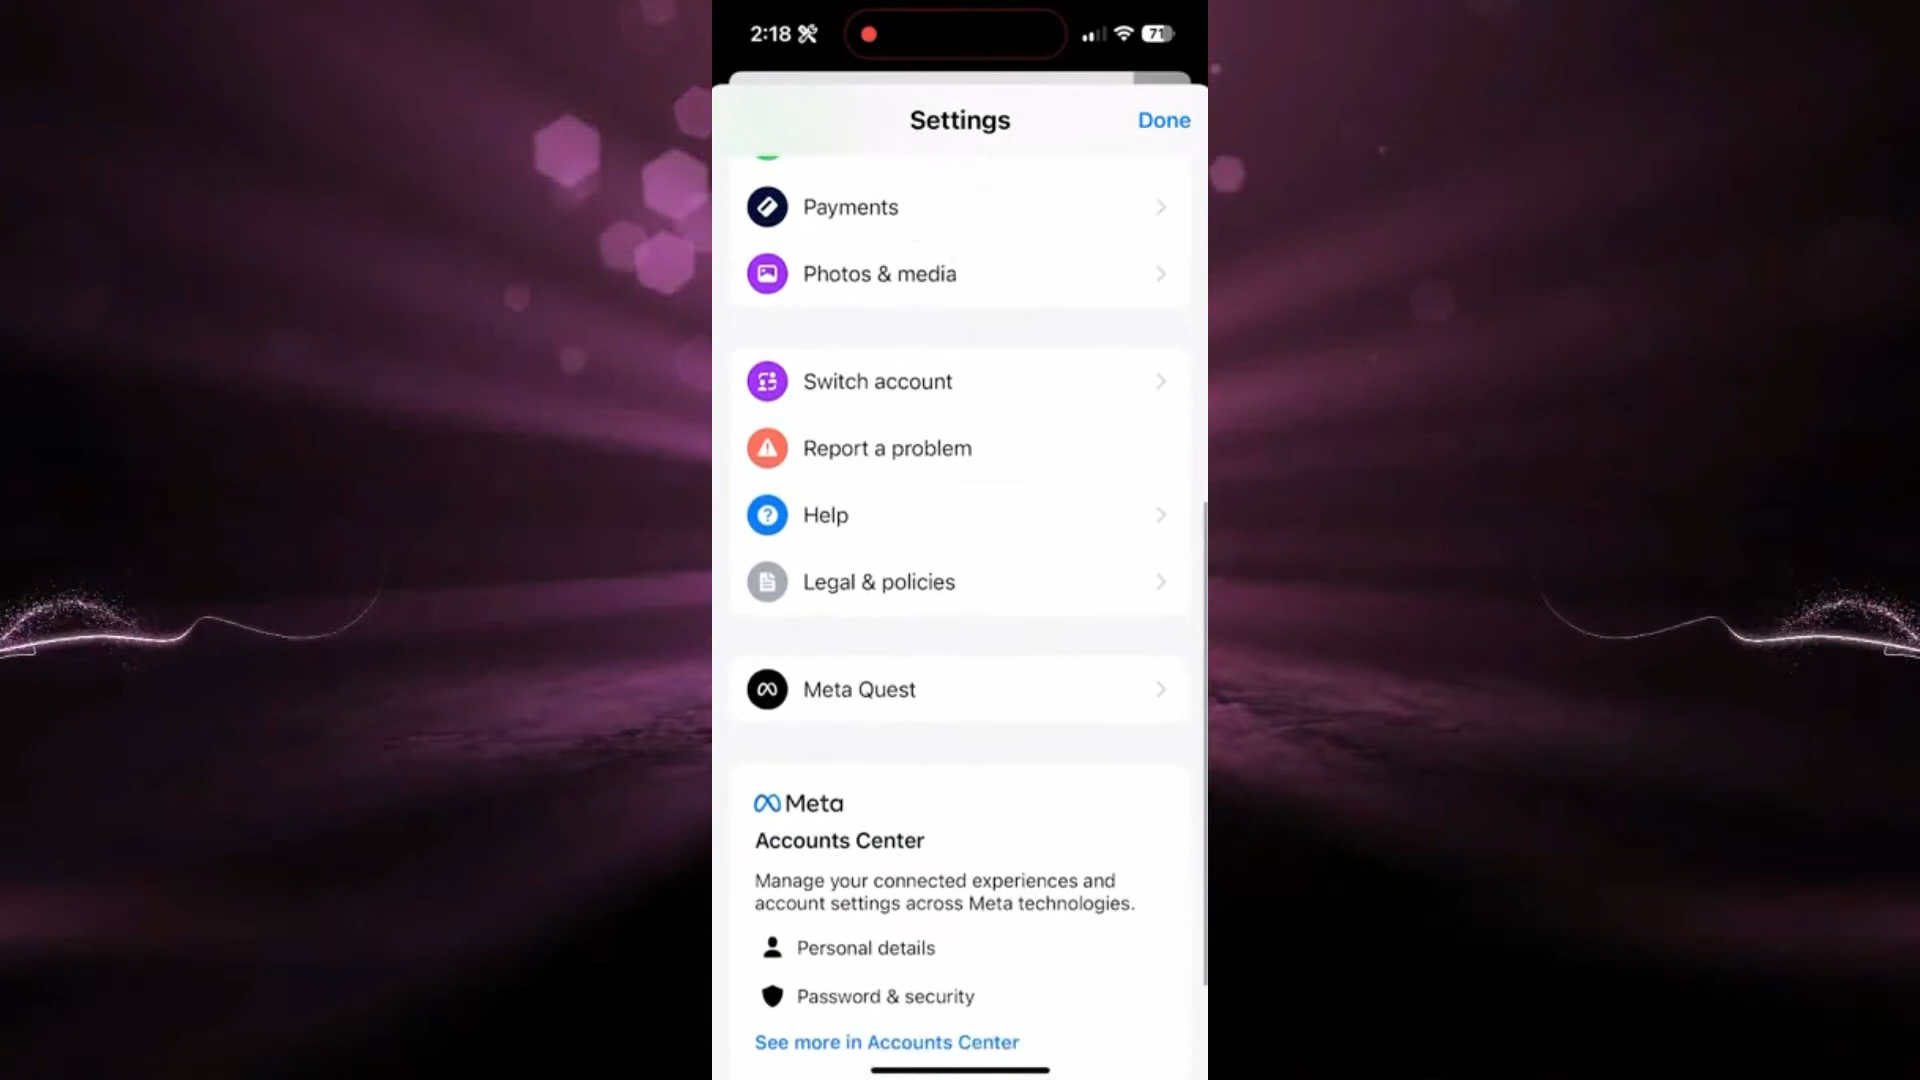 2:18
71
Settings
Done
Payments
Photos & media
Switch account
Report a problem
Help
Legal & policies
Meta Quest
Meta
Accounts Center
Manage your connected experiences and
account settings across Meta technologies.
Personal details
Password & security
See more in Accounts Center